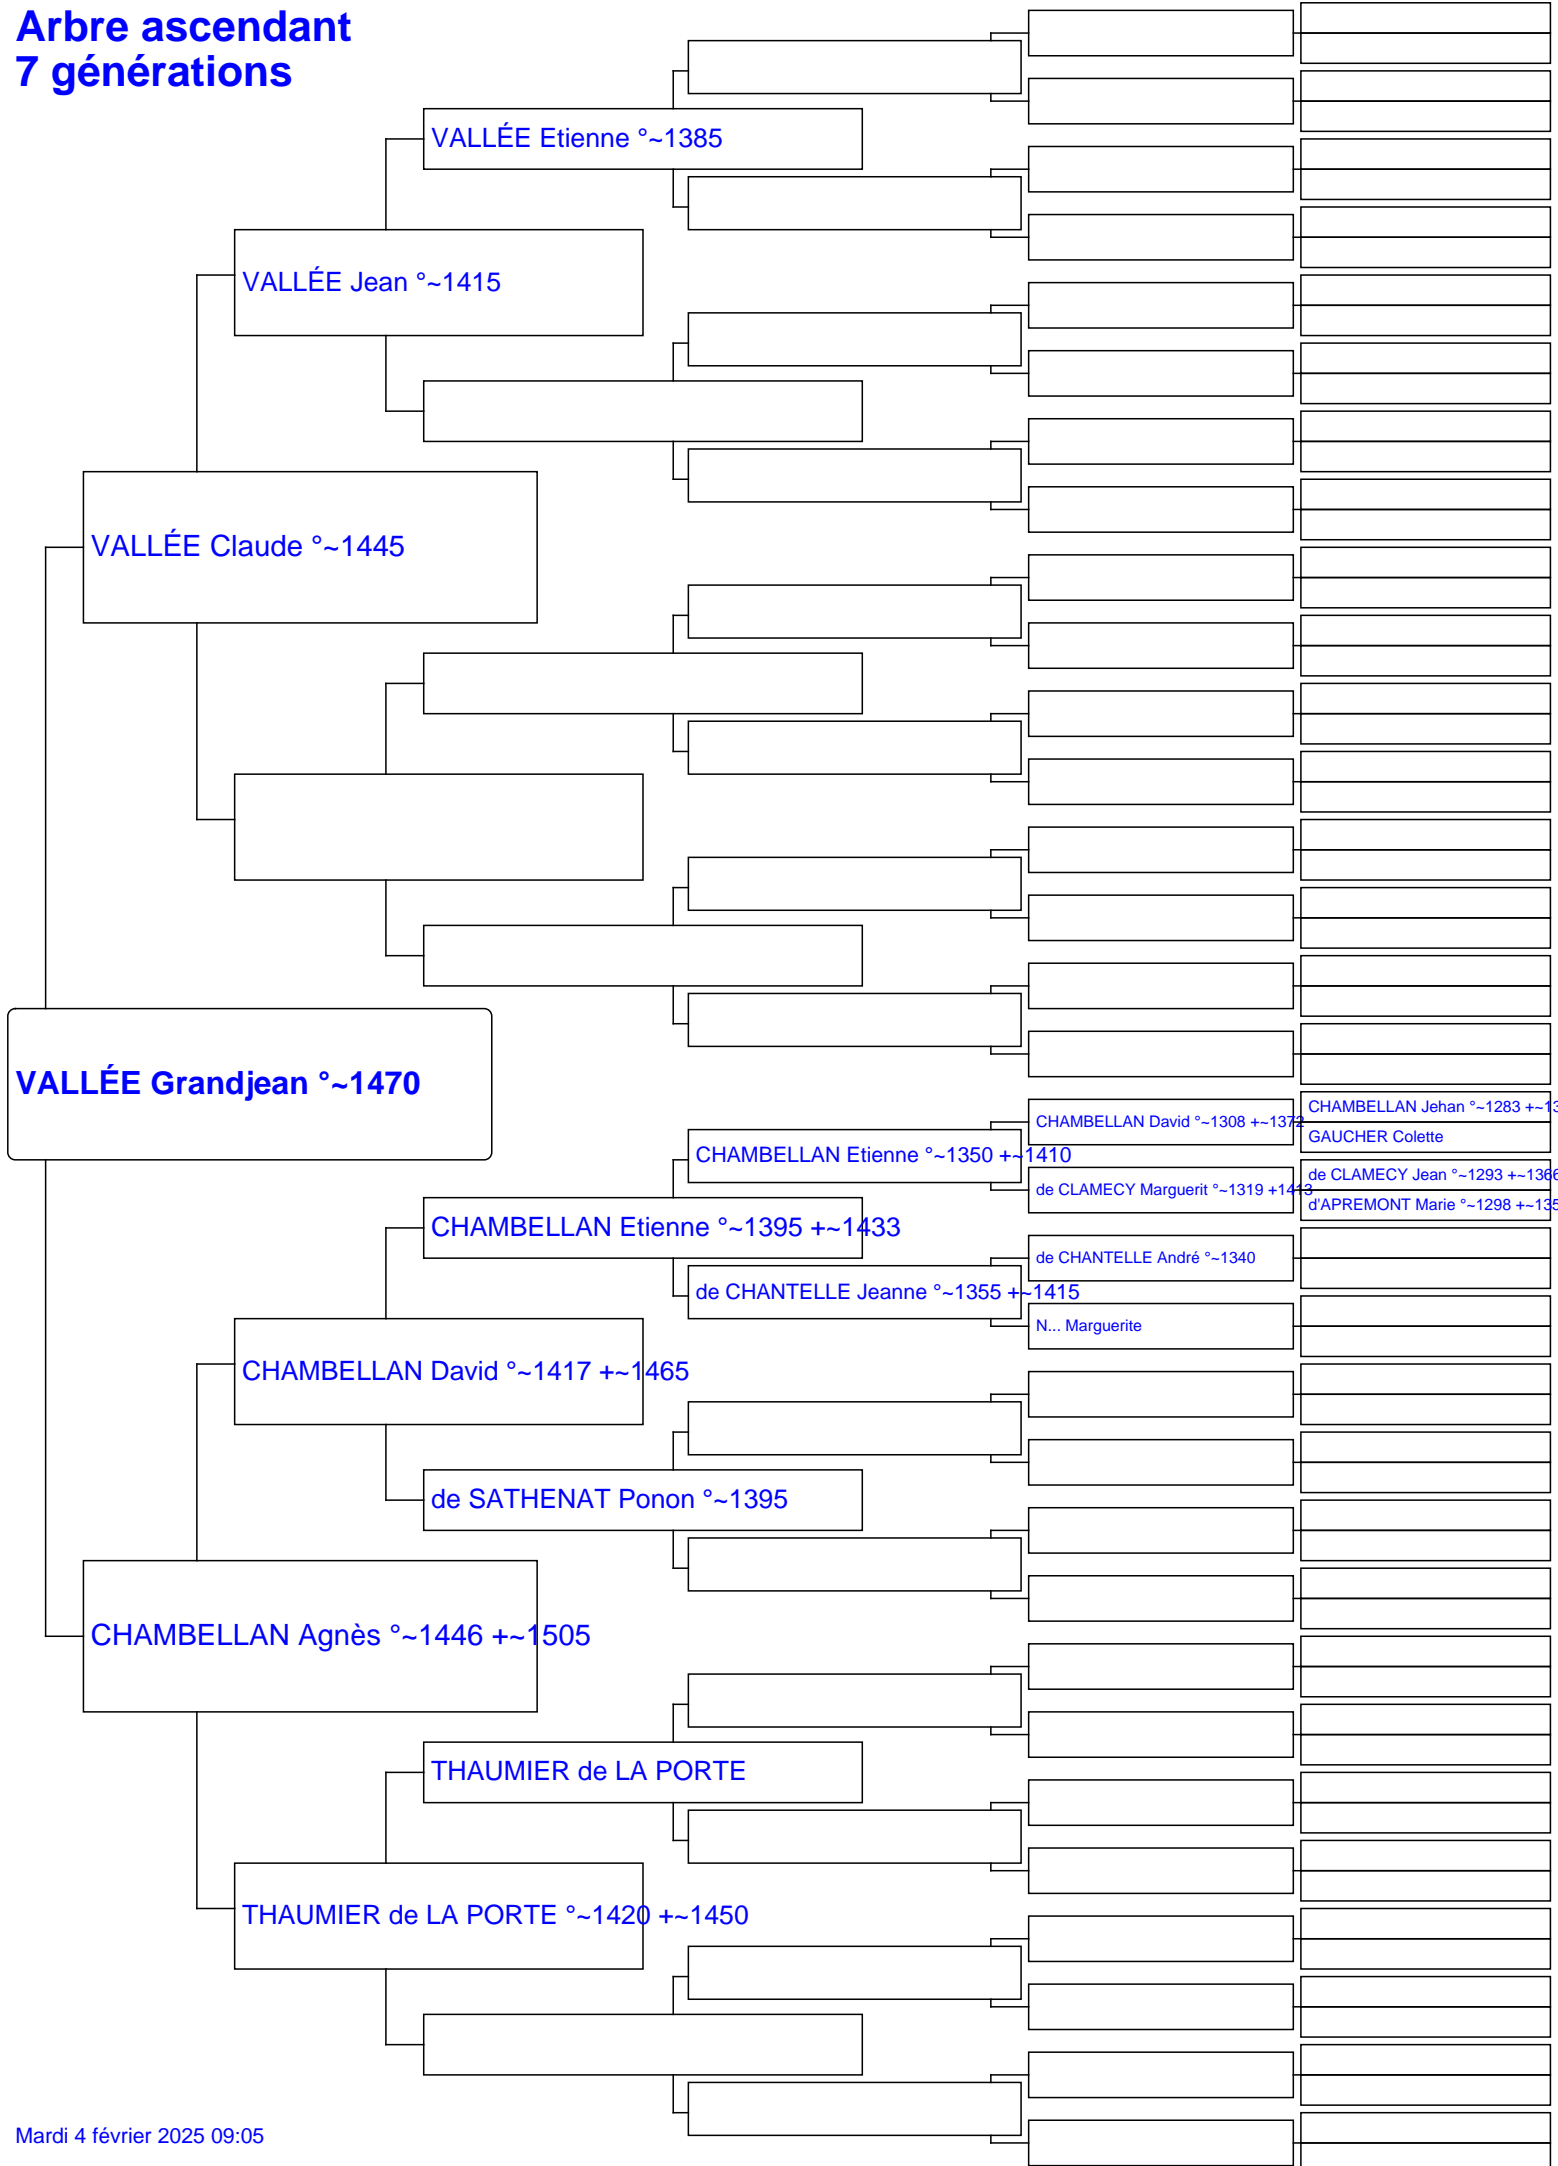 Arbre ascendant
7 générations
VALLÉE Etienne °~1385
VALLÉE Jean °~1415
VALLÉE Claude °~1445
VALLÉE Grandjean °~1470
CHAMBELLAN Jehan °~1283 +~13
CHAMBELLAN David °~1308 +~1372
GAUCHER Colette
CHAMBELLAN Etienne °~1350 +~1410
de CLAMECY Jean °~1293 +~1366
de CLAMECY Marguerit °~1319 +1413
d'APREMONT Marie °~1298 +~135
CHAMBELLAN Etienne °~1395 +~1433
de CHANTELLE André °~1340
de CHANTELLE Jeanne °~1355 +~1415
N... Marguerite
CHAMBELLAN David °~1417 +~1465
de SATHENAT Ponon °~1395
CHAMBELLAN Agnès °~1446 +~1505
THAUMIER de LA PORTE
THAUMIER de LA PORTE °~1420 +~1450
Mardi 4 février 2025 09:05